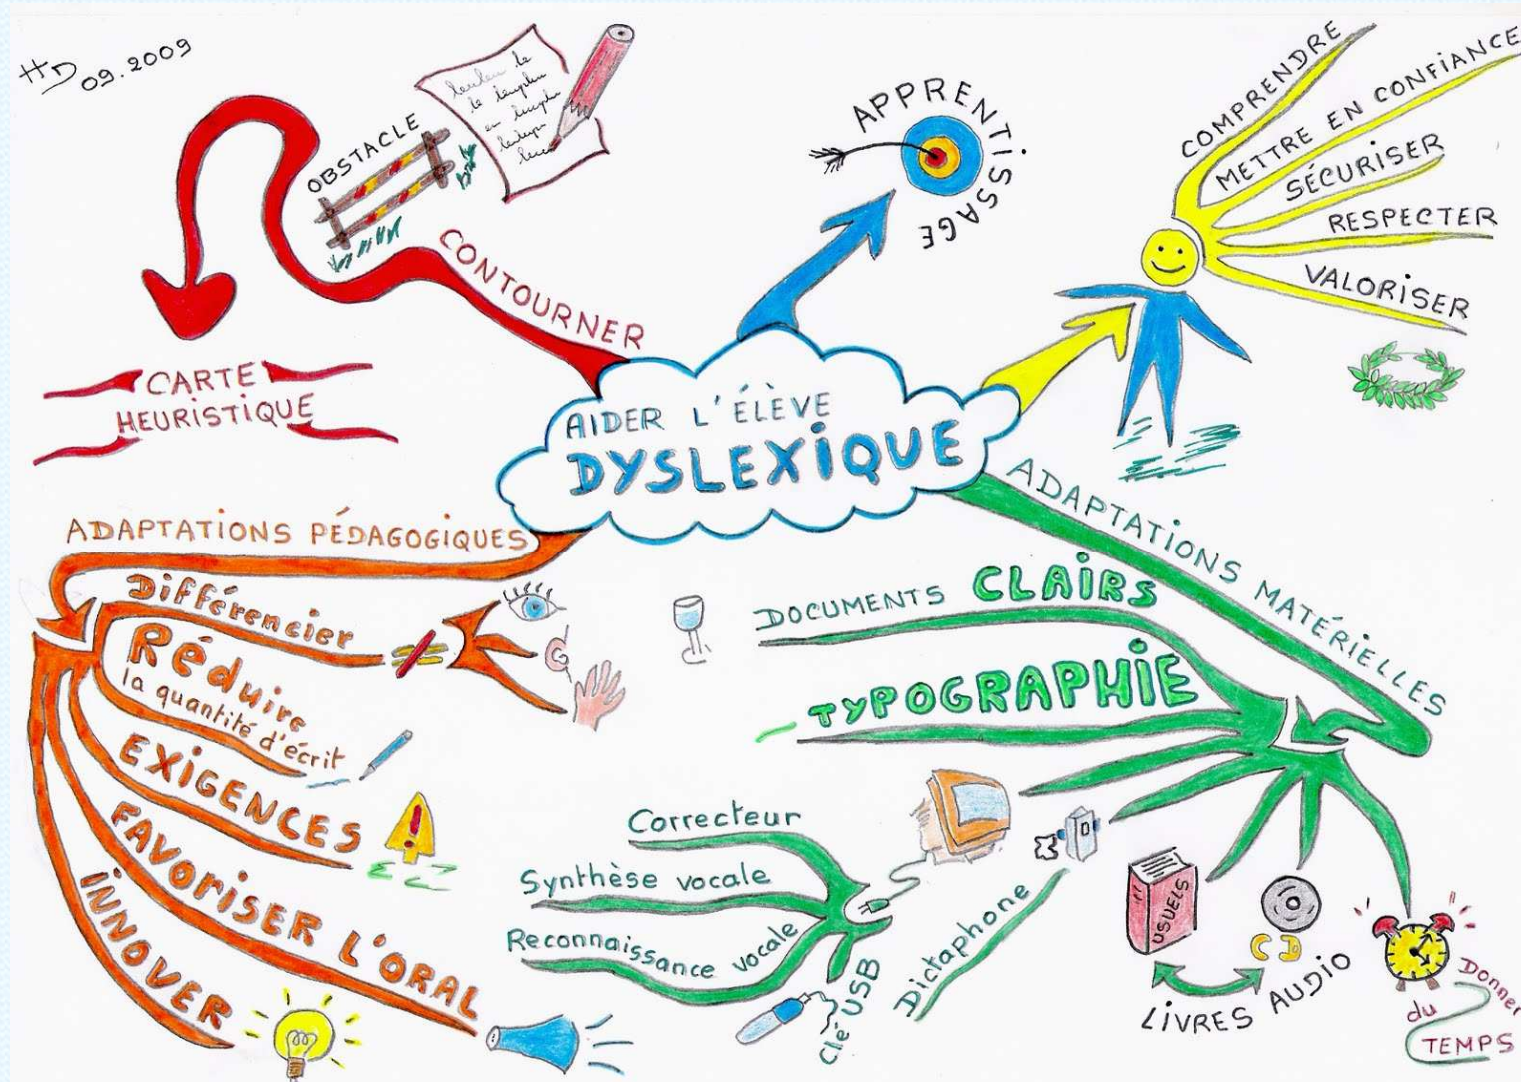 HD 09.2009
OBSTACLE
CONTOURNER
CARTE
HEURISTIQUE
APPRENTISSAGE
COMPRENDRE
METTRE EN CONFIANCE
SÉCURISER
RESPECTER
VALORISER
AIDER L'ÉLÈVE
DYSLEXIQUE
ADAPTATIONS PÉDAGOGIQUES
Différencier
Réduire
la quantité d'écrit
EXIGENCES
FAVORISER L'ORAL
INNOVER
ADAPTATIONS MATÉRIELLES
DOCUMENTS CLAIRS
TYPOGRAPHIE
Correcteur
Synthèse vocale
Reconnaissance vocale
Clé USB
Dictaphone
USUELS
CD
LIVRES AUDIO
Donner
du
TEMPS